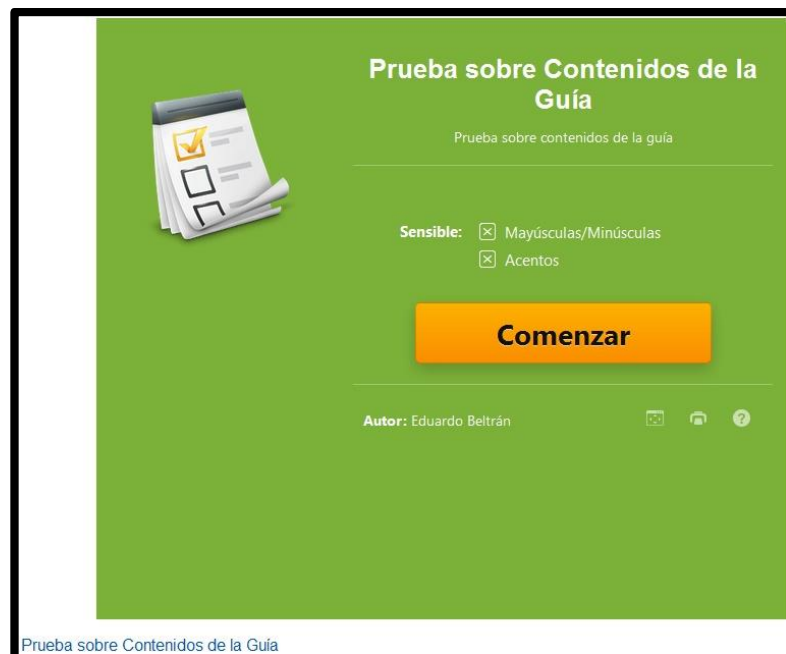 Prueba sobre Contenidos de la
Guía
Prueba sobre contenidos de la guía
Sensible: Mayúsculas/Minúsculas
Acentos
Comenzar
Autor: Eduardo Beltrán
Prueba sobre Contenidos de la Guía